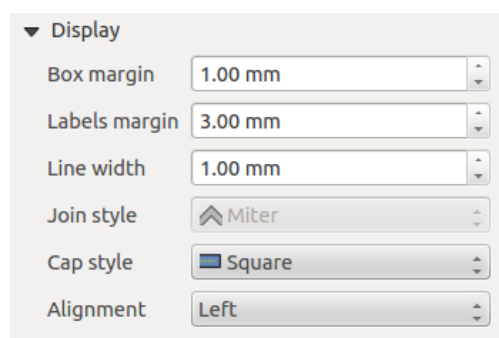 Display
Box margin 1.00 mm
Labels margin 3.00 mm
Line width 1.00 mm
Join style Miter
Cap style Square
Alignment Left